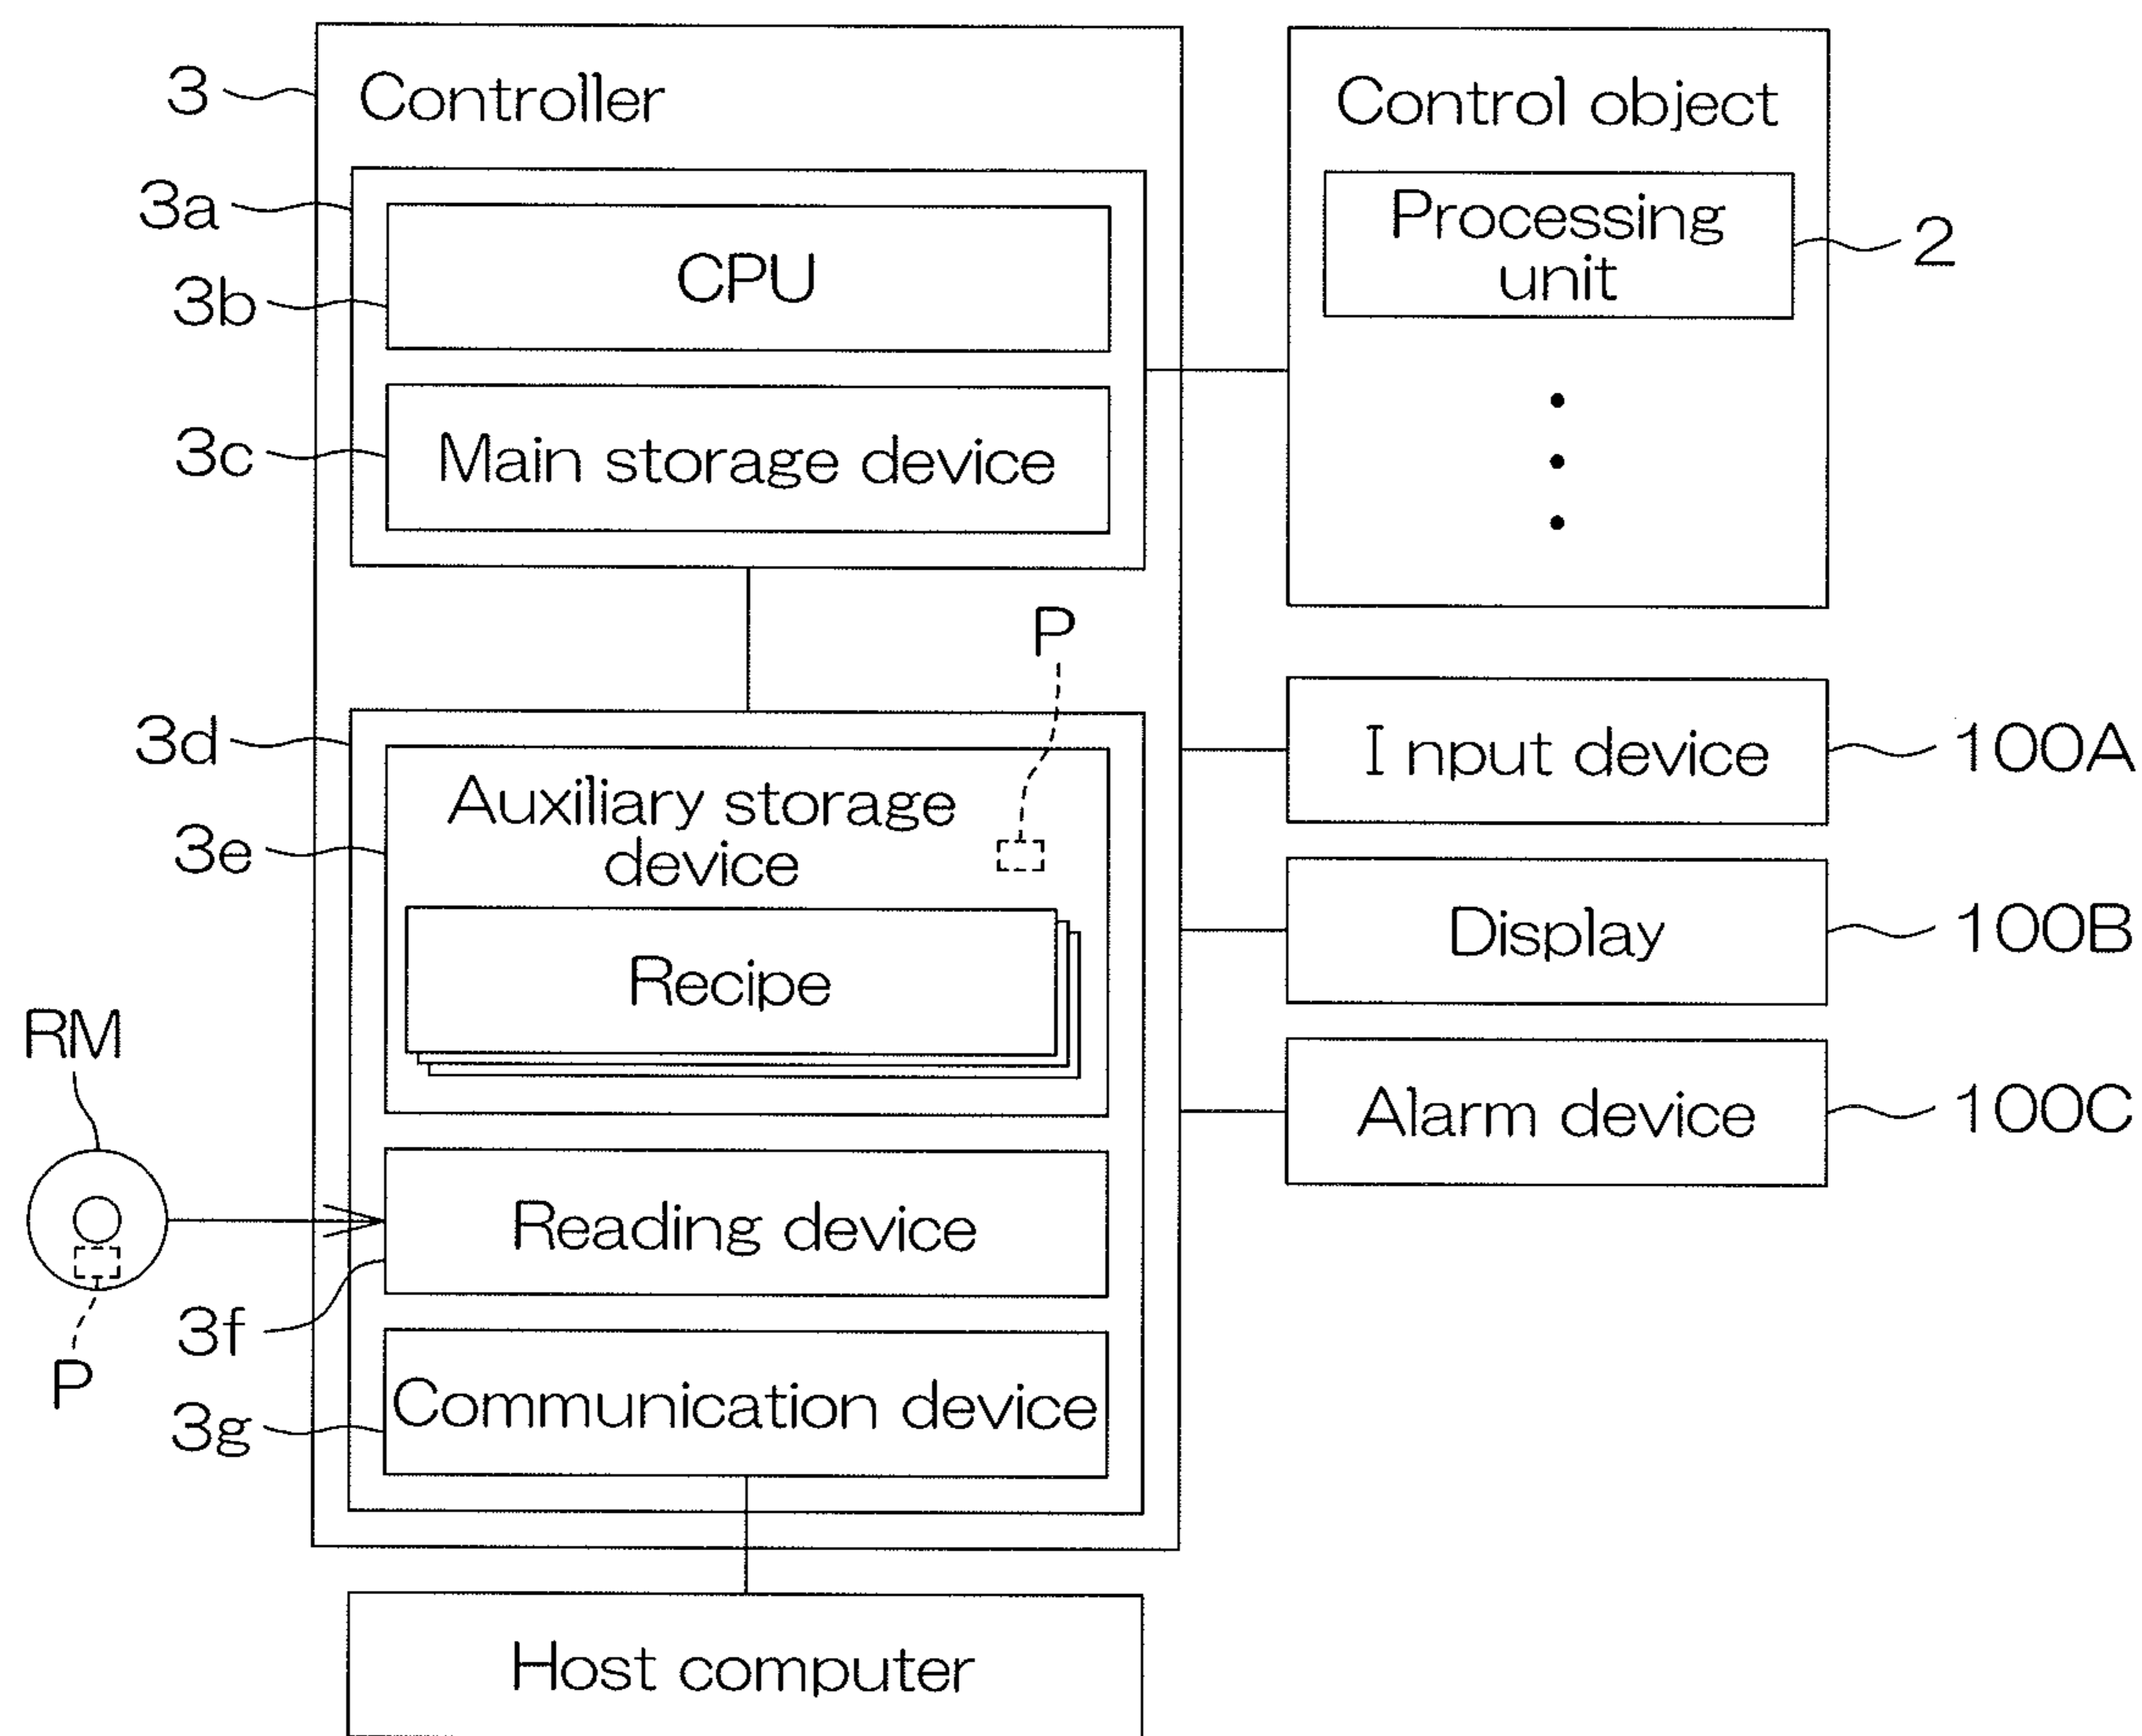 3
Controller
Control object
3a
Processing
unit
2
3b
CPU
3c
Main storage device
P
3d
Input device
100A
Auxiliary storage
device
3e
Display
100B
Recipe
RM
Alarm device
100C
Reading device
3f
P
3g
Communication device
Host computer